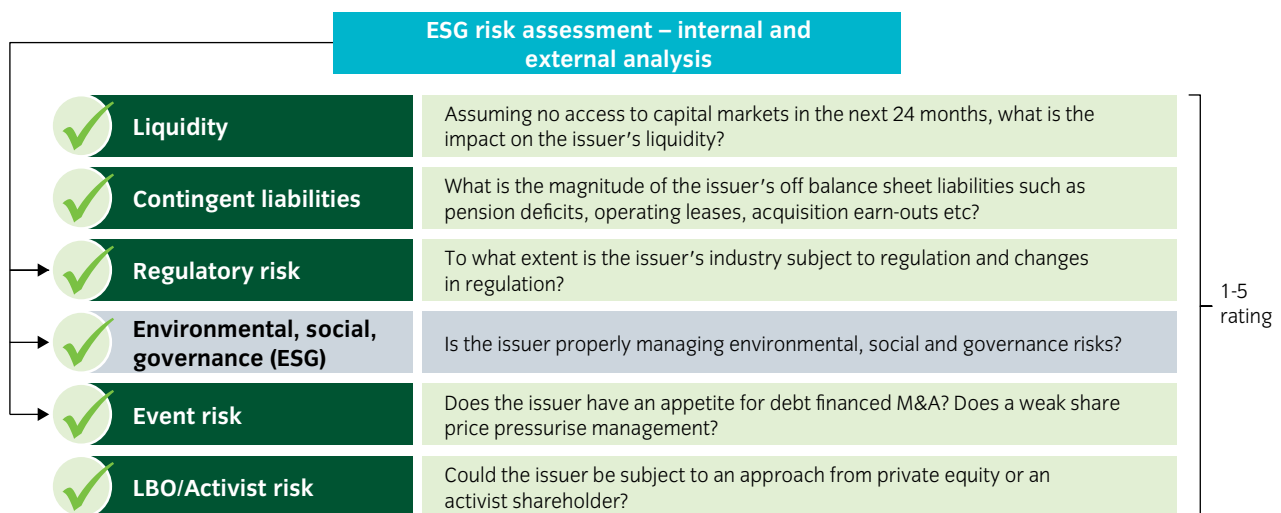 ESG risk assessment – internal and
external analysis
Liquidity
Assuming no access to capital markets in the next 24 months, what is the
impact on the issuer's liquidity?
Contingent liabilities
What is the magnitude of the issuer's off balance sheet liabilities such as
pension deficits, operating leases, acquisition earn-outs etc?
Regulatory risk
To what extent is the issuer's industry subject to regulation and changes
in regulation?
Environmental, social,
governance (ESG)
Is the issuer properly managing environmental, social and governance risks?
Event risk
Does the issuer have an appetite for debt financed M&A? Does a weak share
price pressurise management?
LBO/Activist risk
Could the issuer be subject to an approach from private equity or an
activist shareholder?
1-5
rating